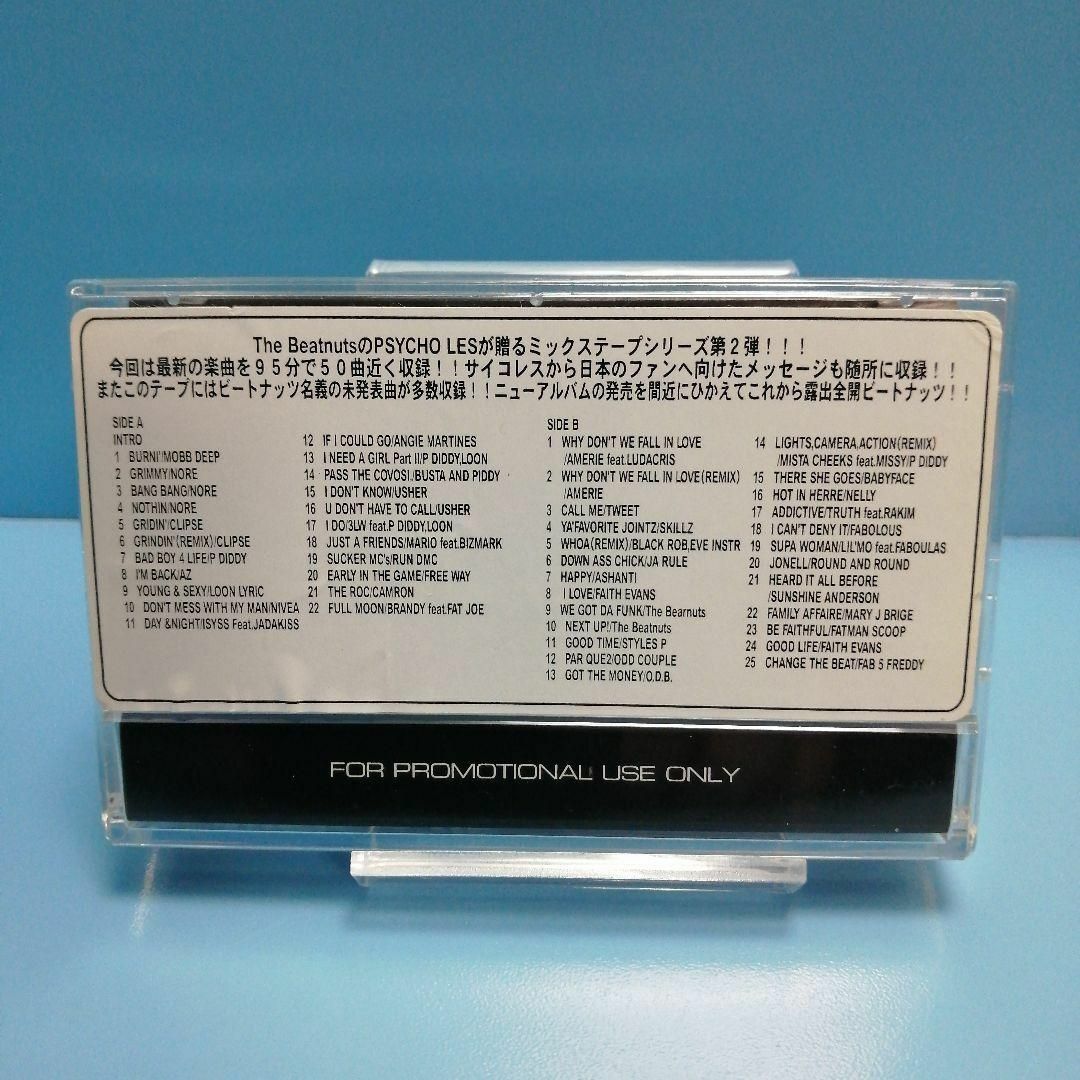 The BeatnutsのPSYCHO LESが贈るミックステープシリーズ第2弾！！！
今回は最新の楽曲を95分で50曲近く収録！！サイコレスから日本のファンへ向けたメッセージも随所に収録！！
またこのテープにはビートナッツ名義の未発表曲が多数収録！！ニューアルバムの発売を間近にひかえてこれから露出全開ビートナッツ！！
SIDE A
INTRO
1 BURNI'/MOBB DEEP
2 GRIMMY/NORE
3 BANG BANG/NORE
4 NOTHIN/NORE
5 GRIDIN'/CLIPSE
6 GRINDIN'(REMIX)/CLIPSE
7 BAD BOY 4 LIFE/P DIDDY
8 I'M BACK/AZ
9 YOUNG & SEXY/LOON LYRIC
10 DON'T MESS WITH MY MAN/NIVEA
11 DAY &NIGHT/ISYSS Feat.JADAKISS
12 IF I COULD GO/ANGIE MARTINES
13 I NEED A GIRL Part II/P DIDDY,LOON
14 PASS THE COVOSI./BUSTA AND PIDDY
15 I DON'T KNOW/USHER
16 U DON'T HAVE TO CALL/USHER
17 I DO/3LW feat.P DIDDY,LOON
18 JUST A FRIENDS/MARIO feat.BIZMARK
19 SUCKER MC's/RUN DMC
20 EARLY IN THE GAME/FREE WAY
21 THE ROC/CAMRON
22 FULL MOON/BRANDY feat.FAT JOE
SIDE B
1 WHY DON'T WE FALL IN LOVE
/AMERIE feat.LUDACRIS
2 WHY DON'T WE FALL IN LOVE(REMIX)
/AMERIE
3 CALL ME/TWEET
4 YA'FAVORITE JOINTZ/SKILLZ
5 WHOA(REMIX)/BLACK ROB,EVE INSTR
6 DOWN ASS CHICK/JA RULE
7 HAPPY/ASHANTI
8 I LOVE/FAITH EVANS
9 WE GOT DA FUNK/The Bearnuts
10 NEXT UP!/The Beatnuts
11 GOOD TIME/STYLES P
12 PAR QUE2/ODD COUPLE
13 GOT THE MONEY/O.D.B.
14 LIGHTS,CAMERA,ACTION(REMIX)
/MISTA CHEEKS feat.MISSY/P DIDDY
15 THERE SHE GOES/BABYFACE
16 HOT IN HERRE/NELLY
17 ADDICTIVE/TRUTH feat.RAKIM
18 I CAN'T DENY IT/FABOLOUS
19 SUPA WOMAN/LIL'MO feat.FABOULAS
20 JONELL/ROUND AND ROUND
21 HEARD IT ALL BEFORE
/SUNSHINE ANDERSON
22 FAMILY AFFAIRE/MARY J BRIGE
23 BE FAITHFUL/FATMAN SCOOP
24 GOOD LIFE/FAITH EVANS
25 CHANGE THE BEAT/FAB 5 FREDDY
FOR PROMOTIONAL USE ONLY